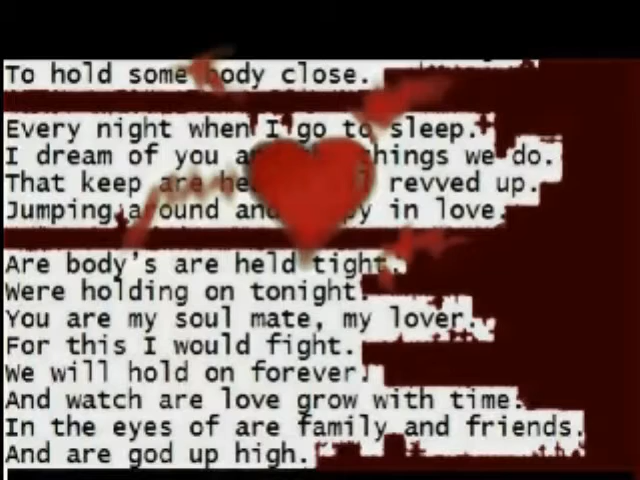 To hold some body close.
Every night when I go to sleep.
I dream of you things we do.
That keep are revved up.
Jumping around and in love.
Are body's are held tight.
Were holding on tonight.
You are my soul mate, my lover.
For this I would fight.
We will hold on forever.
And watch are love grow with time.
In the eyes of are family and friends.
And are god up high.